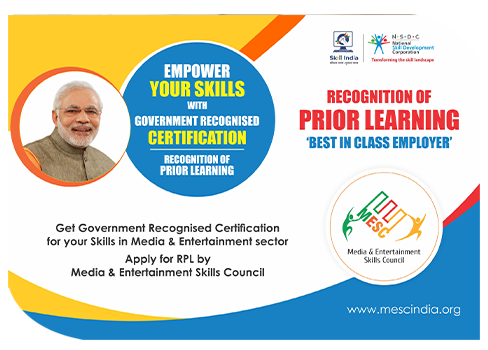 EMPOWER
YOUR SKILLS
WITH
GOVERNMENT RECOGNISED
CERTIFICATION
RECOGNITION OF
PRIOR LEARNING
Skill India
N · S · D · C
National
Skill Development
Corporation
Transforming the skill landscape
RECOGNITION OF
PRIOR LEARNING
‘BEST IN CLASS EMPLOYER’
Get Government Recognised Certification
for your Skills in Media & Entertainment sector
Apply for RPL by
Media & Entertainment Skills Council
MESC
Media & Entertainment
Skills Council
www.mescindia.org